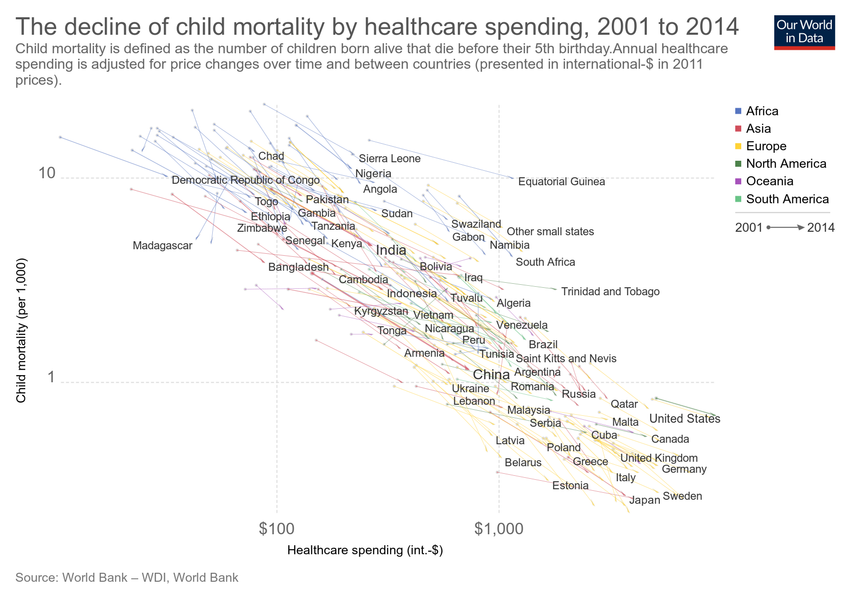 The decline of child mortality by healthcare spending, 2001 to 2014
Our World
in Data
Child mortality is defined as the number of children born alive that die before their 5th birthday.Annual healthcare
spending is adjusted for price changes over time and between countries (presented in international-$ in 2011
prices).
Africa
Asia
Europe
North America
Oceania
South America
2001 2014
Child mortality (per 1,000)
10
1
Chad
Sierra Leone
Nigeria
Democratic Republic of Congo
Equatorial Guinea
Angola
Togo
Pakistan
Ethiopia
Gambia
Sudan
Zimbabwe
Tanzania
Swaziland
Other small states
Madagascar
Senegal
Kenya
Gabon
Namibia
India
South Africa
Bangladesh
Bolivia
Cambodia
Iraq
Indonesia
Tuvalu
Trinidad and Tobago
Algeria
Kyrgyzstan
Vietnam
Tonga
Nicaragua
Venezuela
Peru
Brazil
Armenia
Tunisia
Saint Kitts and Nevis
China
Argentina
Ukraine
Romania
Lebanon
Russia
Malaysia
Qatar
Serbia
Malta
United States
Latvia
Cuba
Canada
Poland
Belarus
Greece
United Kingdom
Germany
Estonia
Italy
Japan
Sweden
$100
$1,000
Healthcare spending (int.-$)
Source: World Bank – WDI, World Bank